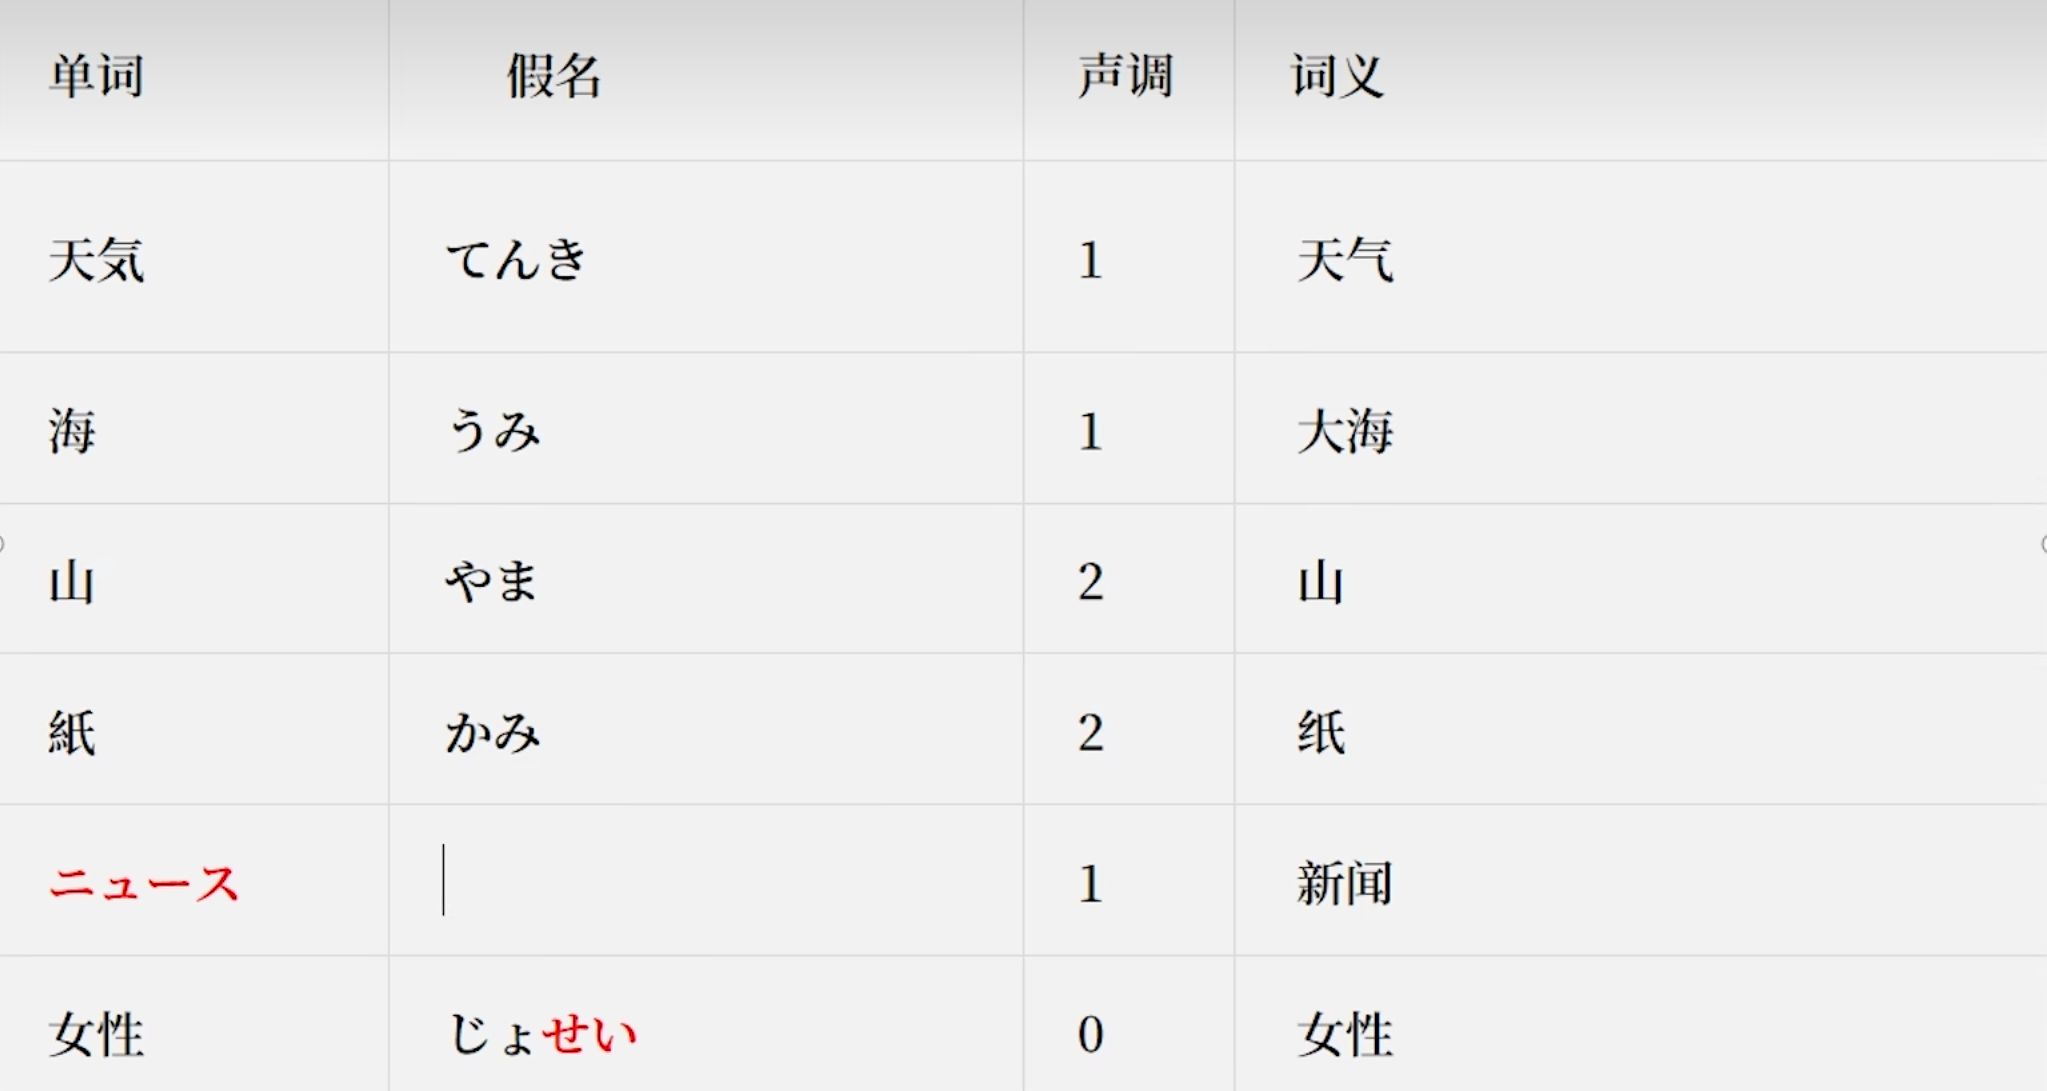 单词 假名 声调 词义
天気 てんき 1 天气
海 うみ 1 大海
山 やま 2 山
紙 かみ 2 纸
ニュース 1 新闻
女性 じょせい 0 女性